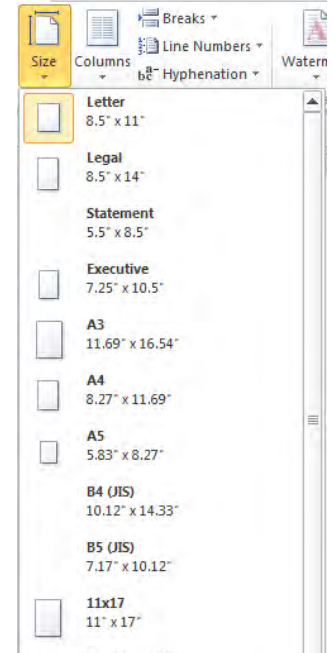 Breaks
Line Numbers
Size
Columns
Hyphenation
Letter
8.5" x 11"
Legal
8.5" x 14"
Statement
5.5" x 8.5"
Executive
7.25" x 10.5"
A3
11.69" x 16.54"
A4
8.27" x 11.69"
A5
5.83" x 8.27"
B4 (JIS)
10.12" x 14.33"
B5 (JIS)
7.17" x 10.12"
11x17
11" x 17"